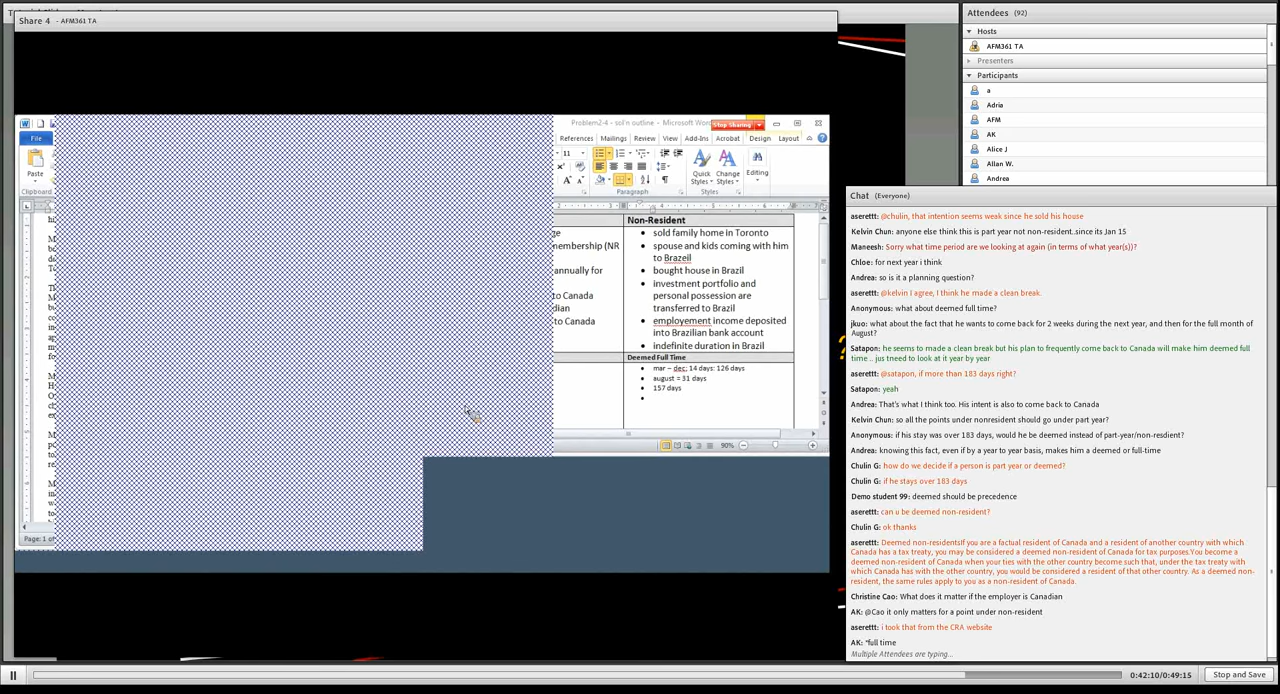 Share 4 - AFM361 TA
File
Paste
Clipboard
Page: 1 of
Problem2-4 - sol'n outline - Microsoft Word
Stop Sharing
References Mailings Review View Add-Ins Acrobat Design Layout
11
Quick Styles
Change Styles
Editing
Paragraph
Styles
membership (NR
annually for
to Canada
dian
to Canada
Non-Resident
sold family home in Toronto
spouse and kids coming with him
to Brazeil
bought house in Brazil
investment portfolio and
personal possession are
transferred to Brazil
employement income deposited
into Brazilian bank account
indefinite duration in Brazil
Deemed Full Time
mar – dec; 14 days: 126 days
august = 31 days
157 days
90%
Attendees (92)
Hosts
AFM361 TA
Presenters
Participants
a
Adria
AFM
AK
Alice J
Allan W.
Andrea
Chat (Everyone)
aserettt: @chulin, that intention seems weak since he sold his house
Kelvin Chun: anyone else think this is part year not non-resident..since its Jan 15
Maneesh: Sorry what time period are we looking at again (in terms of what year(s))?
Chloe: for next year i think
Andrea: so is it a planning question?
aserettt: @kelvin I agree, I think he made a clean break.
Anonymous: what about deemed full time?
jkuo: what about the fact that he wants to come back for 2 weeks during the next year, and then for the full month of
August?
Satapon: he seems to made a clean break but his plan to frequently come back to Canada will make him deemed full
time .. jus tneed to look at it year by year
aserettt: @satapon, if more than 183 days right?
Satapon: yeah
Andrea: That's what I think too. His intent is also to come back to Canada
Kelvin Chun: so all the points under nonresident should go under part year?
Anonymous: if his stay was over 183 days, would he be deemed instead of part-year/non-resdient?
Andrea: knowing this fact, even if by a year to year basis, makes him a deemed or full-time
Chulin G: how do we decide if a person is part year or deemed?
Chulin G: if he stays over 183 days
Demo student 99: deemed should be precedence
aserettt: can u be deemed non-resident?
Chulin G: ok thanks
aserettt: Deemed non-residentsIf you are a factual resident of Canada and a resident of another country with which
Canada has a tax treaty, you may be considered a deemed non-resident of Canada for tax purposes.You become a
deemed non-resident of Canada when your ties with the other country become such that, under the tax treaty with
which Canada has with the other country, you would be considered a resident of that other country. As a deemed non-
resident, the same rules apply to you as a non-resident of Canada.
Christine Cao: What does it matter if the employer is Canadian
AK: @Cao it only matters for a point under non-resident
aserettt: i took that from the CRA website
AK: *full time
Multiple Attendees are typing...
0:42:10/0:49:15
Stop and Save